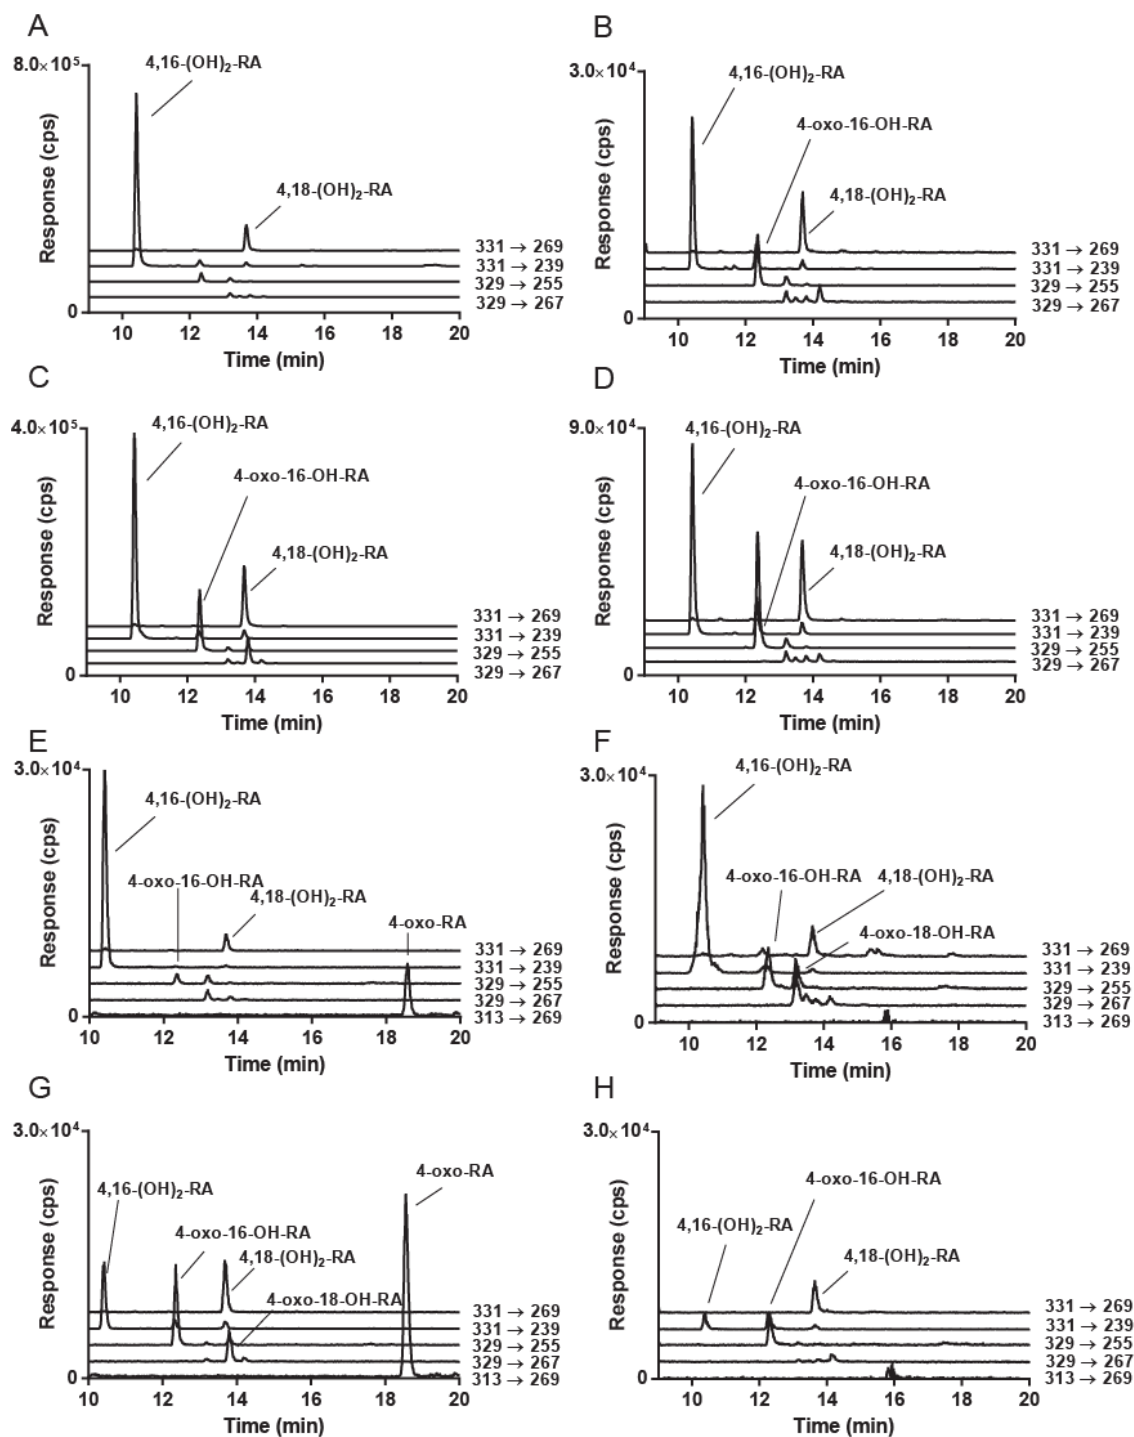 A
8.0×10⁵
4,16-(OH)₂-RA
4,18-(OH)₂-RA
Response (cps)
331 → 269
331 → 239
329 → 255
329 → 267
0
10 12 14 16 18 20
Time (min)
B
3.0×10⁴
4,16-(OH)₂-RA
4-oxo-16-OH-RA
4,18-(OH)₂-RA
Response (cps)
331 → 269
331 → 239
329 → 255
329 → 267
0
10 12 14 16 18 20
Time (min)
C
4.0×10⁵
4,16-(OH)₂-RA
4-oxo-16-OH-RA
4,18-(OH)₂-RA
Response (cps)
331 → 269
331 → 239
329 → 255
329 → 267
0
10 12 14 16 18 20
Time (min)
D
9.0×10⁴
4,16-(OH)₂-RA
4-oxo-16-OH-RA
4,18-(OH)₂-RA
Response (cps)
331 → 269
331 → 239
329 → 255
329 → 267
0
10 12 14 16 18 20
Time (min)
E
3.0×10⁴
4,16-(OH)₂-RA
4-oxo-16-OH-RA
4,18-(OH)₂-RA
4-oxo-RA
Response (cps)
331 → 269
331 → 239
329 → 255
329 → 267
313 → 269
0
10 12 14 16 18 20
Time (min)
F
3.0×10⁴
4,16-(OH)₂-RA
4-oxo-16-OH-RA
4,18-(OH)₂-RA
4-oxo-18-OH-RA
Response (cps)
331 → 269
331 → 239
329 → 255
329 → 267
313 → 269
0
10 12 14 16 18 20
Time (min)
G
3.0×10⁴
4-oxo-RA
4,16-(OH)₂-RA
4-oxo-16-OH-RA
4,18-(OH)₂-RA
4-oxo-18-OH-RA
Response (cps)
331 → 269
331 → 239
329 → 255
329 → 267
313 → 269
0
10 12 14 16 18 20
Time (min)
H
3.0×10⁴
4-oxo-16-OH-RA
4,16-(OH)₂-RA
4,18-(OH)₂-RA
Response (cps)
331 → 269
331 → 239
329 → 255
329 → 267
313 → 269
0
10 12 14 16 18 20
Time (min)